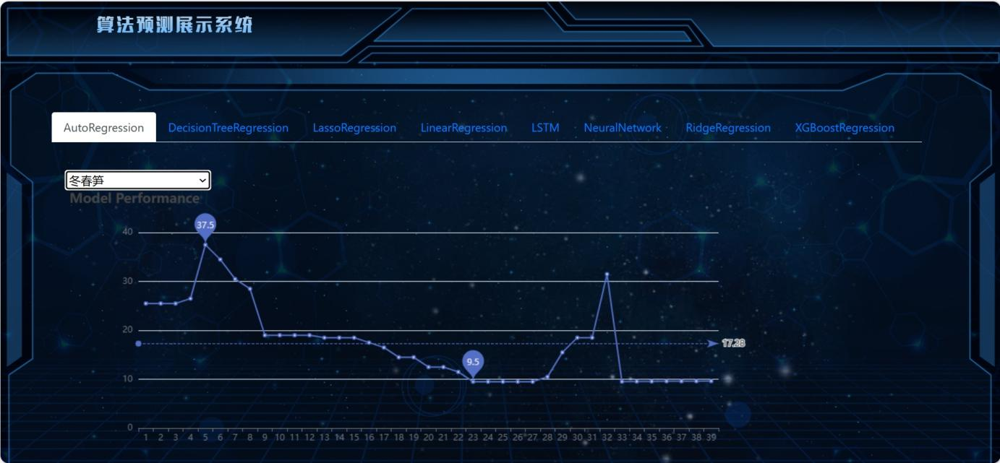 算法预测展示系统
AutoRegression DecisionTreeRegression LassoRegression LinearRegression LSTM NeuralNetwork RidgeRegression XGBoostRegression
冬春笋
Model Performance
37.5
40
30
20
17.28
9.5
10
0
1 2 3 4 5 6 7 8 9 10 11 12 13 14 15 16 17 18 19 20 21 22 23 24 25 26 27 28 29 30 31 32 33 34 35 36 37 38 39